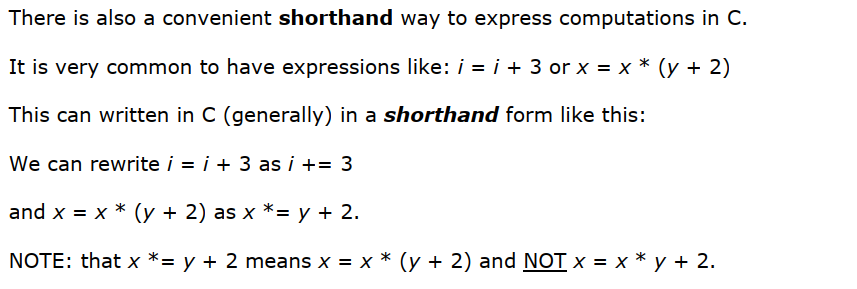 There is also a convenient shorthand way to express computations in C.
It is very common to have expressions like: i = i + 3 or x = x * (y + 2)
This can written in C (generally) in a shorthand form like this:
We can rewrite i = i + 3 as i += 3
and x = x * (y + 2) as x *= y + 2.
NOTE: that x *= y + 2 means x = x * (y + 2) and NOT x = x * y + 2.